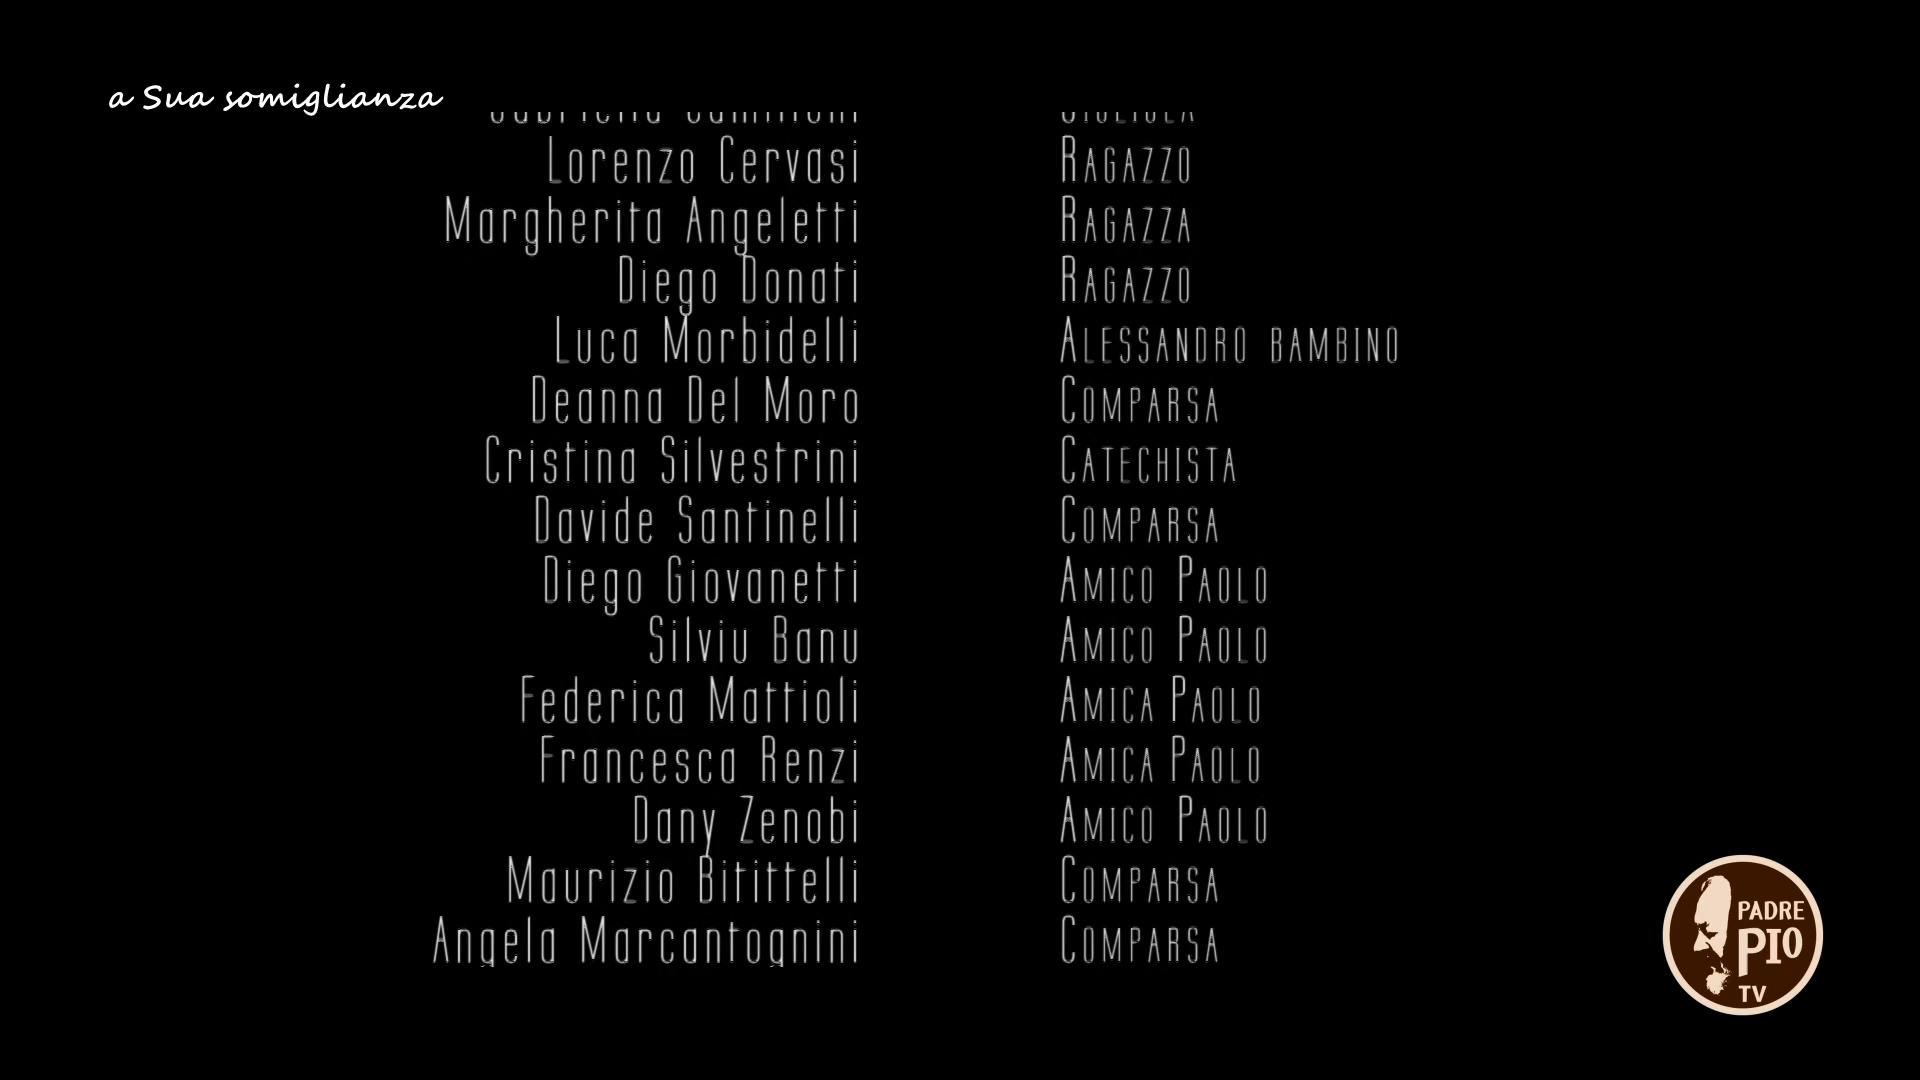 a Sua somiglianza
Lorenzo Cervasi Ragazzo
Margherita Angeletti Ragazza
Diego Donati Ragazzo
Luca Morbidelli Alessandro bambino
Deanna Del Moro Comparsa
Cristina Silvestrini Catechista
Davide Santinelli Comparsa
Diego Giovanetti Amico Paolo
Silviu Banu Amico Paolo
Federica Mattioli Amica Paolo
Francesca Renzi Amica Paolo
Dany Zenobi Amico Paolo
Maurizio Bitittelli Comparsa
Angela Marcantognini Comparsa
PADRE
PIO
TV